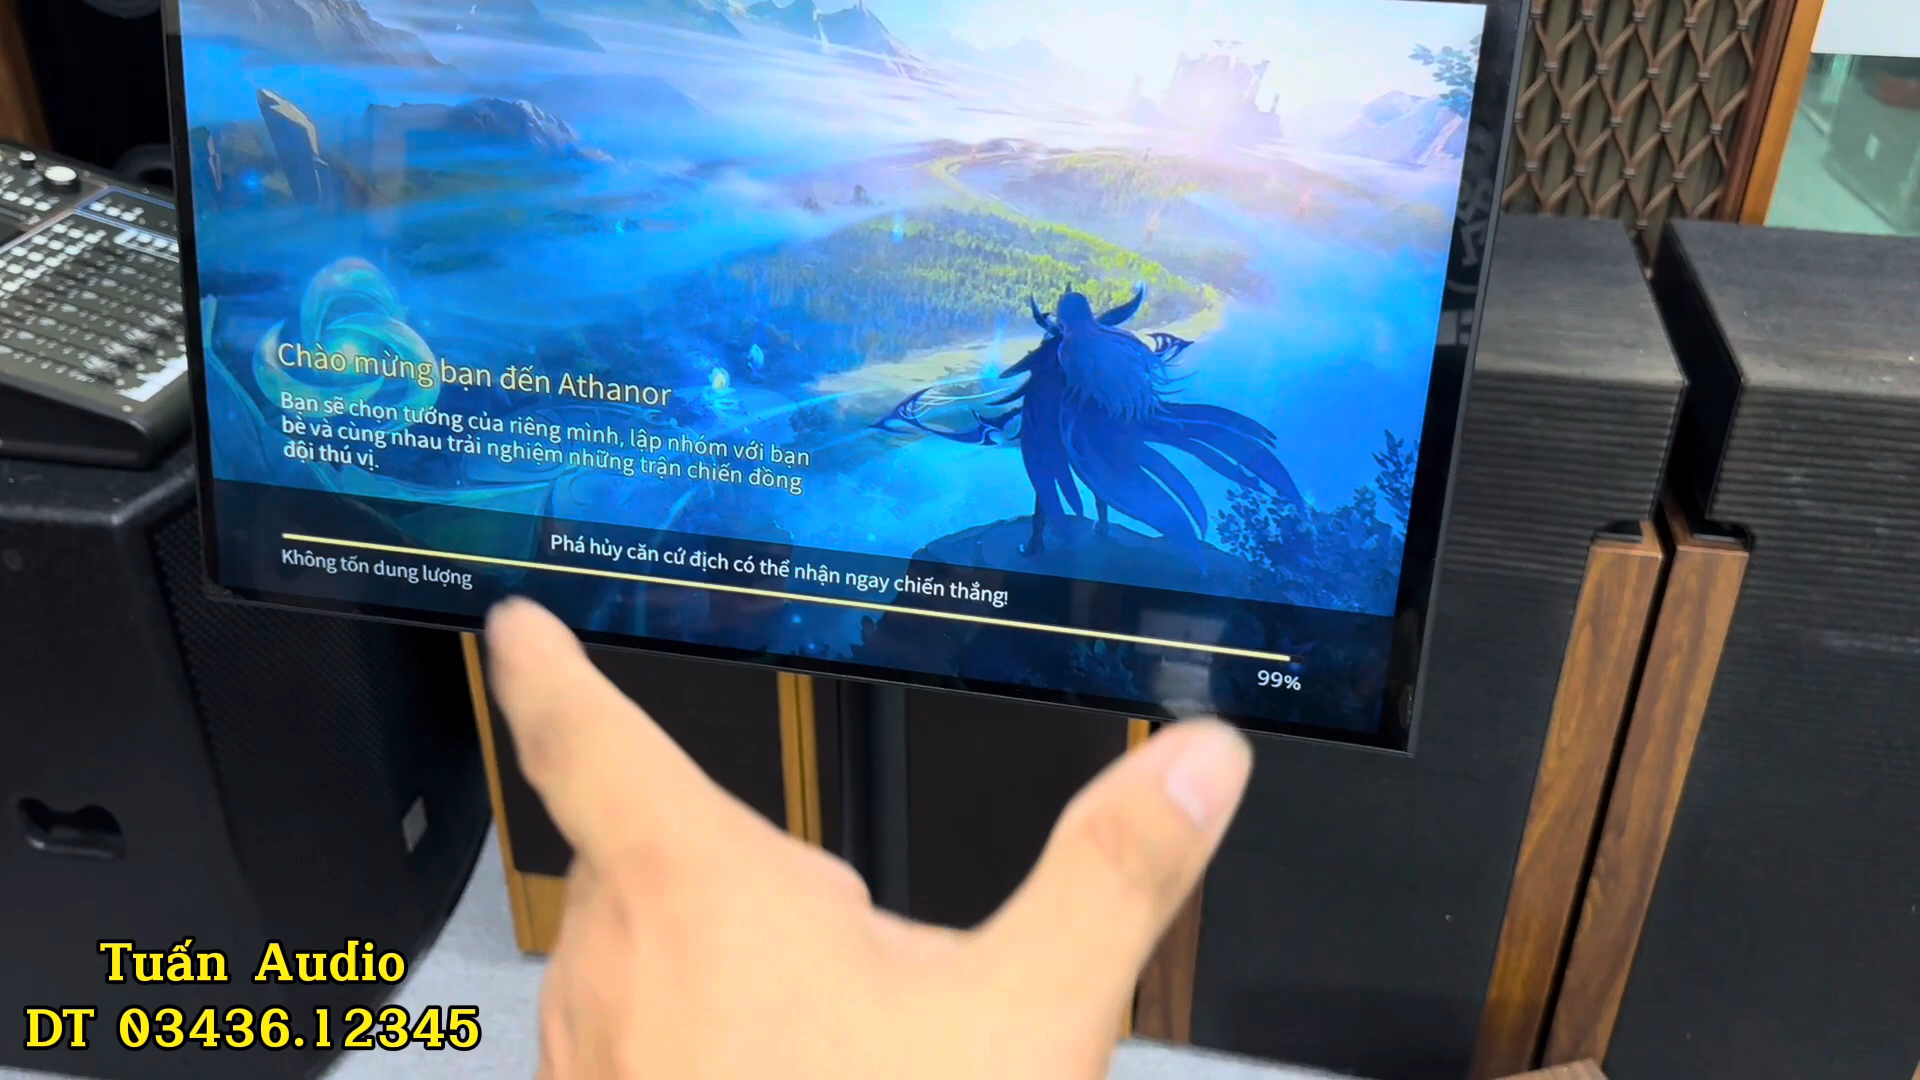 Chào mừng bạn đến Athanor
Bạn sẽ chọn tướng của riêng mình, lập nhóm với bạn
bè và cùng nhau trải nghiệm những trận chiến đồng
đội thú vị.
Phá hủy căn cứ địch có thể nhận ngay chiến thắng!
Không tốn dung lượng
99%
Tuấn Audio
DT 03436.12345